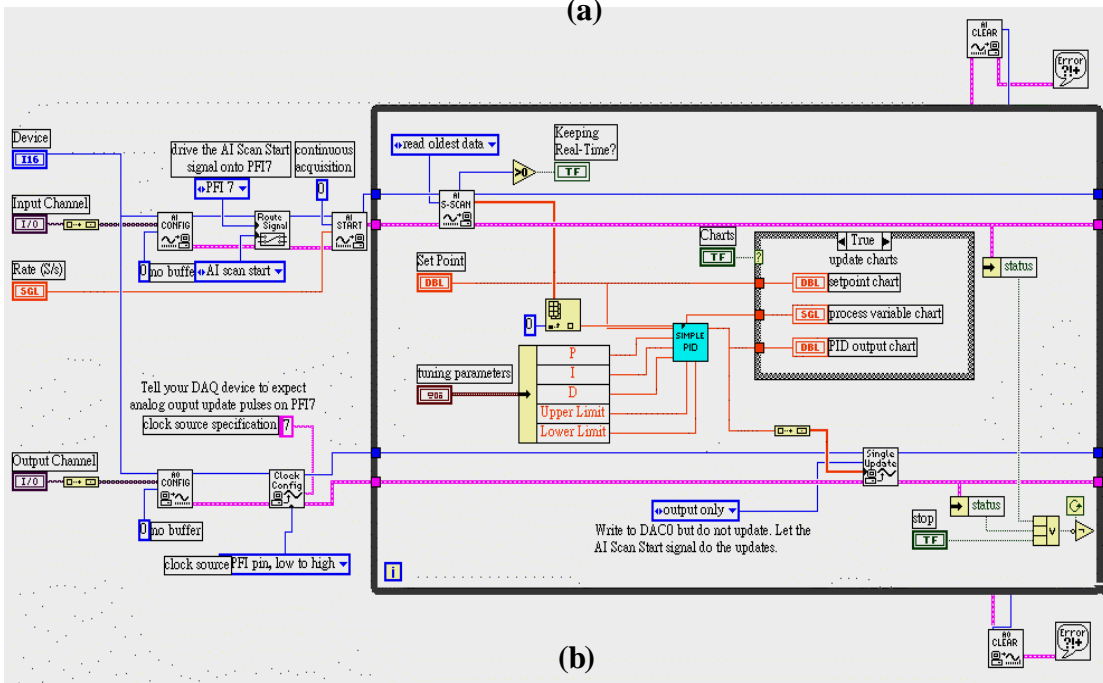 (a)
AI
CLEAR
Error
?!+
Device
I16
drive the AI Scan Start
signal onto PFI7
PFI 7
continuous
acquisition
0
read oldest data
Keeping
Real-Time?
>0
TF
Input Channel
I/O
AI
CONFIG
Route
Signal
AI
START
AI
S-SCAN
0
no buffe
AI scan start
Rate (S/s)
SGL
Charts
TF
?
True
update charts
status
Set Point
DBL
DBL
setpoint chart
0
SIMPLE
PID
SGL
process variable chart
DBL
PID output chart
tuning parameters
P
I
D
Upper Limit
Lower Limit
Tell your DAQ device to expect
analog ouput update pulses on PFI7
clock source specification
7
Output Channel
I/O
AO
CONFIG
Clock
Config
Single
Update
0
no buffer
output only
Write to DAC0 but do not update. Let the
AI Scan Start signal do the updates.
status
stop
TF
V
clock source
PFI pin, low to high
i
(b)
AO
CLEAR
Error
?!+